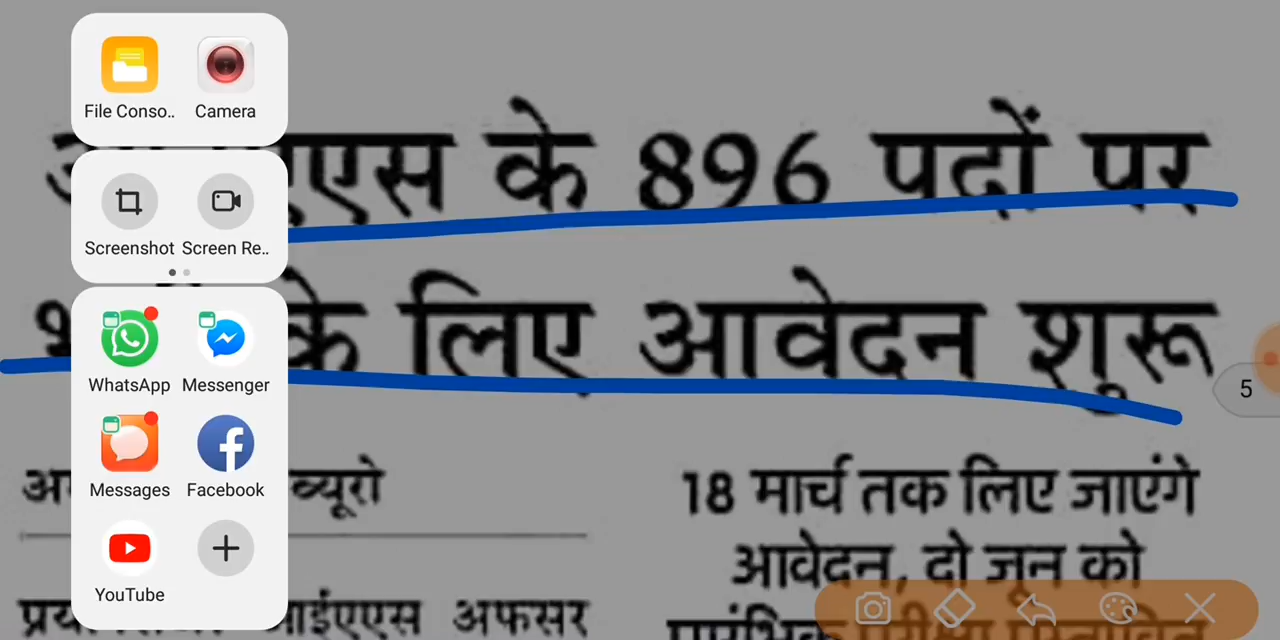 File Conso.. Camera
के 896 पदों पर
Screenshot Screen Re..
के लिए आवेदन शुरू
WhatsApp Messenger
5
Messages Facebook
ब्यूरो
YouTube
आईएएस अफसर
18 मार्च तक लिए जाएंगे
आवेदन, दो जून को